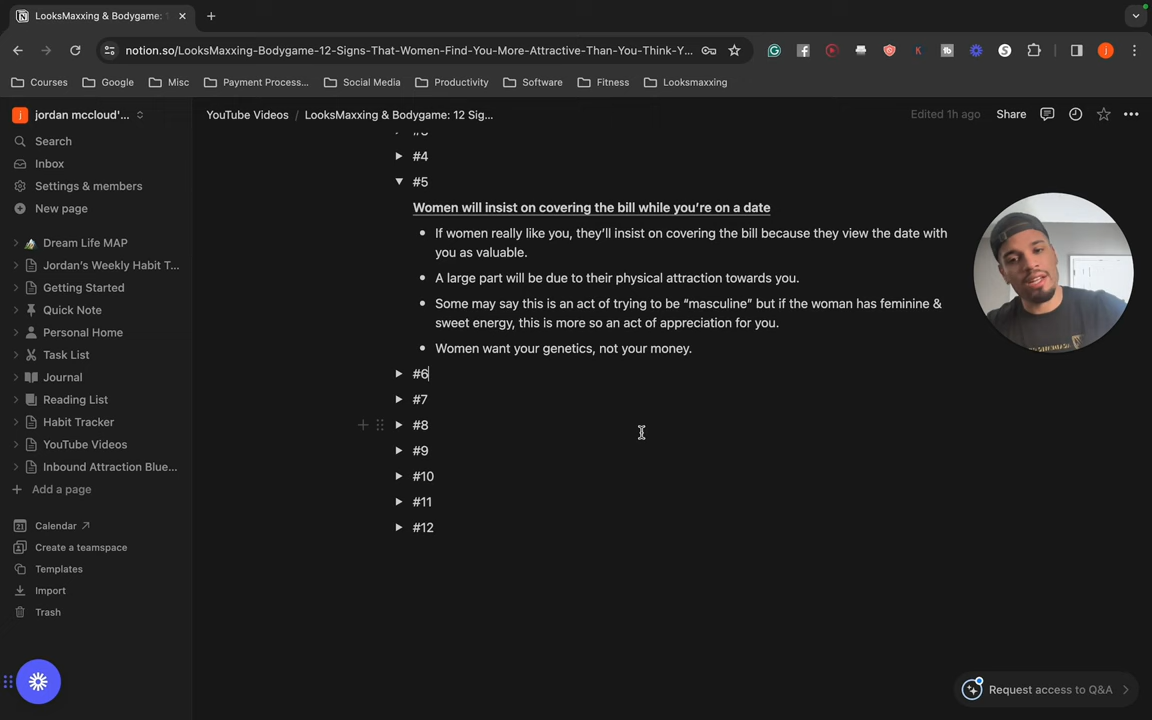 LooksMaxxing & Bodygame:
notion.so/LooksMaxxing-Bodygame-12-Signs-That-Women-Find-You-More-Attractive-Than-You-Think-Y...
Courses Google Misc Payment Process... Social Media Productivity Software Fitness Looksmaxxing
jordan mccloud'...
YouTube Videos / LooksMaxxing & Bodygame: 12 Sig...
Edited 1h ago Share
Search
Inbox
Settings & members
New page
Dream Life MAP
Jordan's Weekly Habit T...
Getting Started
Quick Note
Personal Home
Task List
Journal
Reading List
Habit Tracker
YouTube Videos
Inbound Attraction Blue...
Add a page
Calendar
Create a teamspace
Templates
Import
Trash
#4
#5
Women will insist on covering the bill while you're on a date
If women really like you, they'll insist on covering the bill because they view the date with
you as valuable.
A large part will be due to their physical attraction towards you.
Some may say this is an act of trying to be "masculine" but if the woman has feminine &
sweet energy, this is more so an act of appreciation for you.
Women want your genetics, not your money.
#6
#7
#8
#9
#10
#11
#12
Request access to Q&A